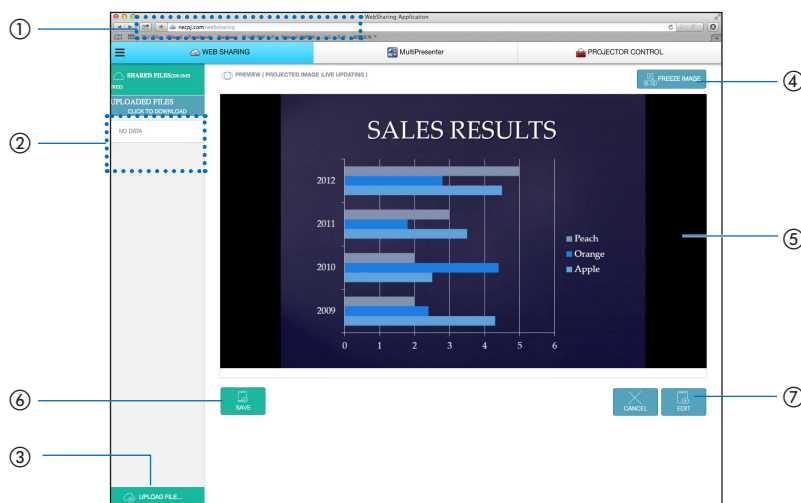 WebSharing Application
①
necpj.com/websharing
WEB SHARING
MultiPresenter
PROJECTOR CONTROL
SHARED FILES
FREE)
PREVIEW ( PROJECTED IMAGE :LIVE UPDATING )
FREEZE IMAGE
④
UPLOADED FILES
CLICK TO DOWNLOAD
②
NO DATA
SALES RESULTS
2012
2011
2010
2009
0 1 2 3 4 5 6
Peach
Orange
Apple
⑤
⑥
SAVE
CANCEL
EDIT
⑦
③
UPLOAD FILE...